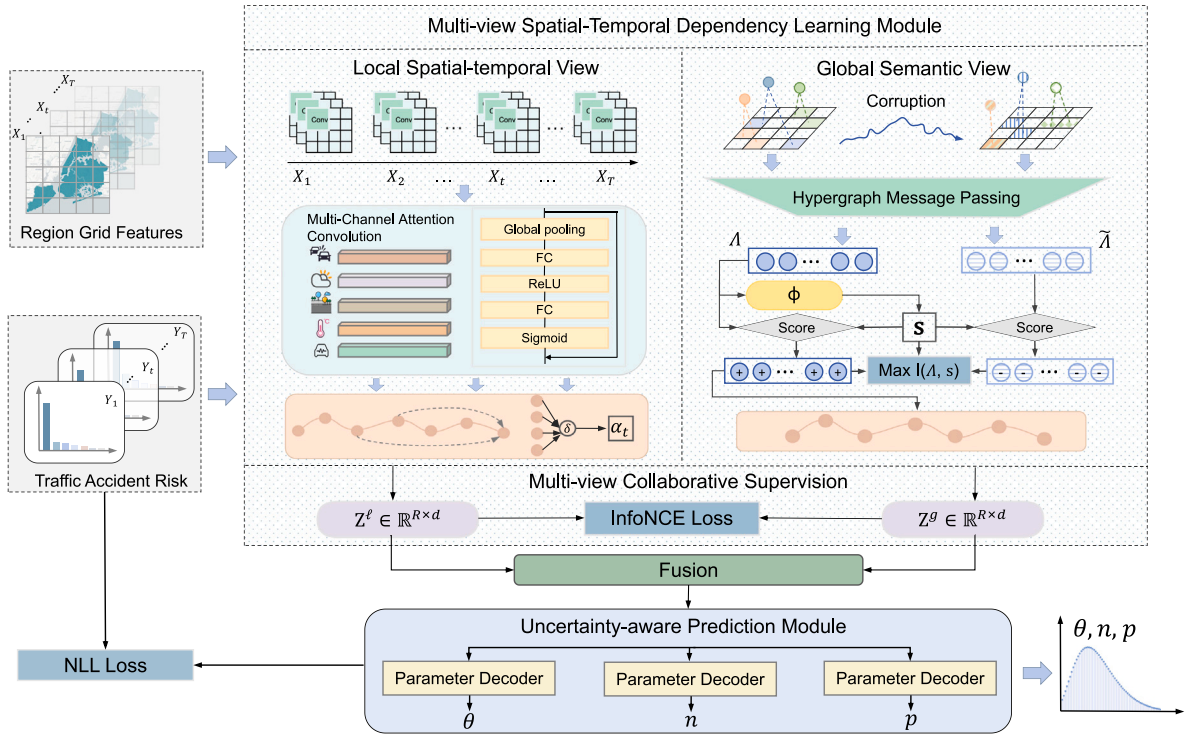 Multi-view Spatial-Temporal Dependency Learning Module
X_T
X_t
X_1
Region Grid Features
Y_T
Y_t
Y_1
Traffic Accident Risk
NLL Loss
Local Spatial-temporal View
Conv Conv Conv Conv
... ...
X_1 X_2 ... X_t ... X_T
Multi-Channel Attention
Convolution
°C
Global pooling
FC
ReLU
FC
Sigmoid
δ
α_t
Global Semantic View
Corruption
Hypergraph Message Passing
Λ
Λ̃
ϕ
Score
S
Score
+ + ... + +
Max I(Λ, s)
- - ... - -
Multi-view Collaborative Supervision
Z^ℓ ∈ ℝ^{R×d}
InfoNCE Loss
Z^g ∈ ℝ^{R×d}
Fusion
Uncertainty-aware Prediction Module
Parameter Decoder
Parameter Decoder
Parameter Decoder
θ
n
p
θ, n, p